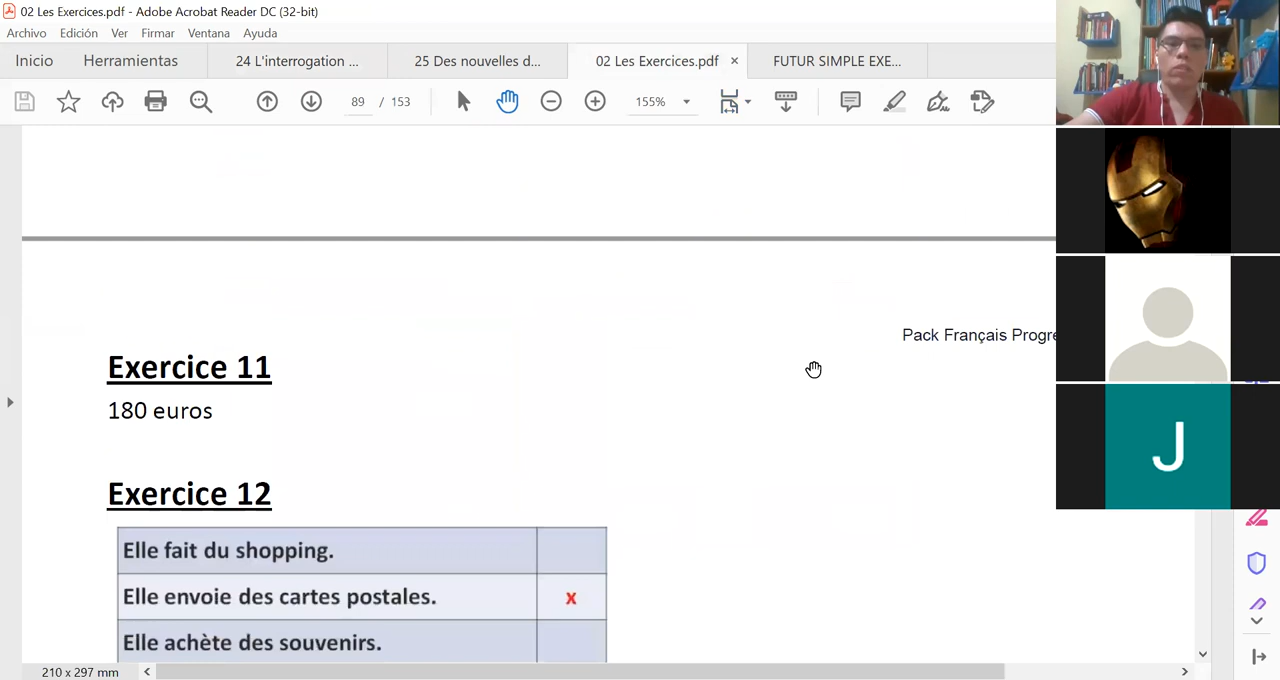 02 Les Exercices.pdf - Adobe Acrobat Reader DC (32-bit)
Archivo Edición Ver Firmar Ventana Ayuda
Inicio Herramientas 24 L'interrogation ... 25 Des nouvelles d... 02 Les Exercices.pdf × FUTUR SIMPLE EXE...
89 / 153 155%
Pack Français Progre
Exercice 11
180 euros
Exercice 12
Elle fait du shopping.
Elle envoie des cartes postales. x
Elle achète des souvenirs.
210 x 297 mm
J